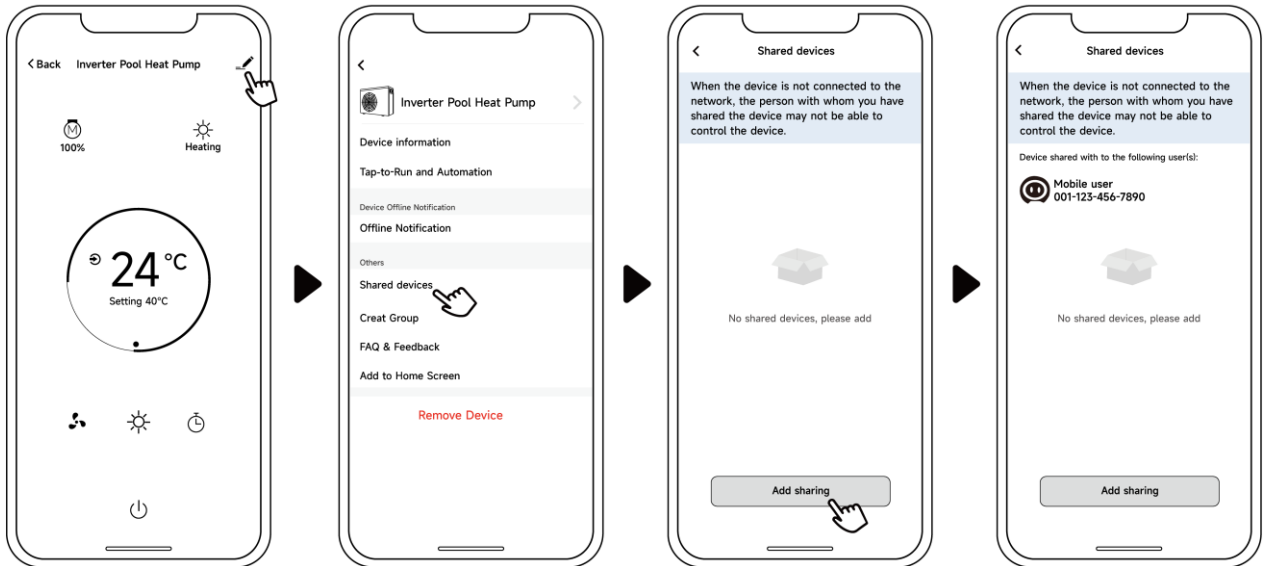 Back Inverter Pool Heat Pump
M
100%
Heating
24 °C
Setting 40°C
Inverter Pool Heat Pump
Device information
Tap-to-Run and Automation
Device Offline Notification
Offline Notification
Others
Shared devices
Creat Group
FAQ & Feedback
Add to Home Screen
Remove Device
Shared devices
When the device is not connected to the
network, the person with whom you have
shared the device may not be able to
control the device.
No shared devices, please add
Add sharing
Shared devices
When the device is not connected to the
network, the person with whom you have
shared the device may not be able to
control the device.
Device shared with to the following user(s):
Mobile user
001-123-456-7890
No shared devices, please add
Add sharing